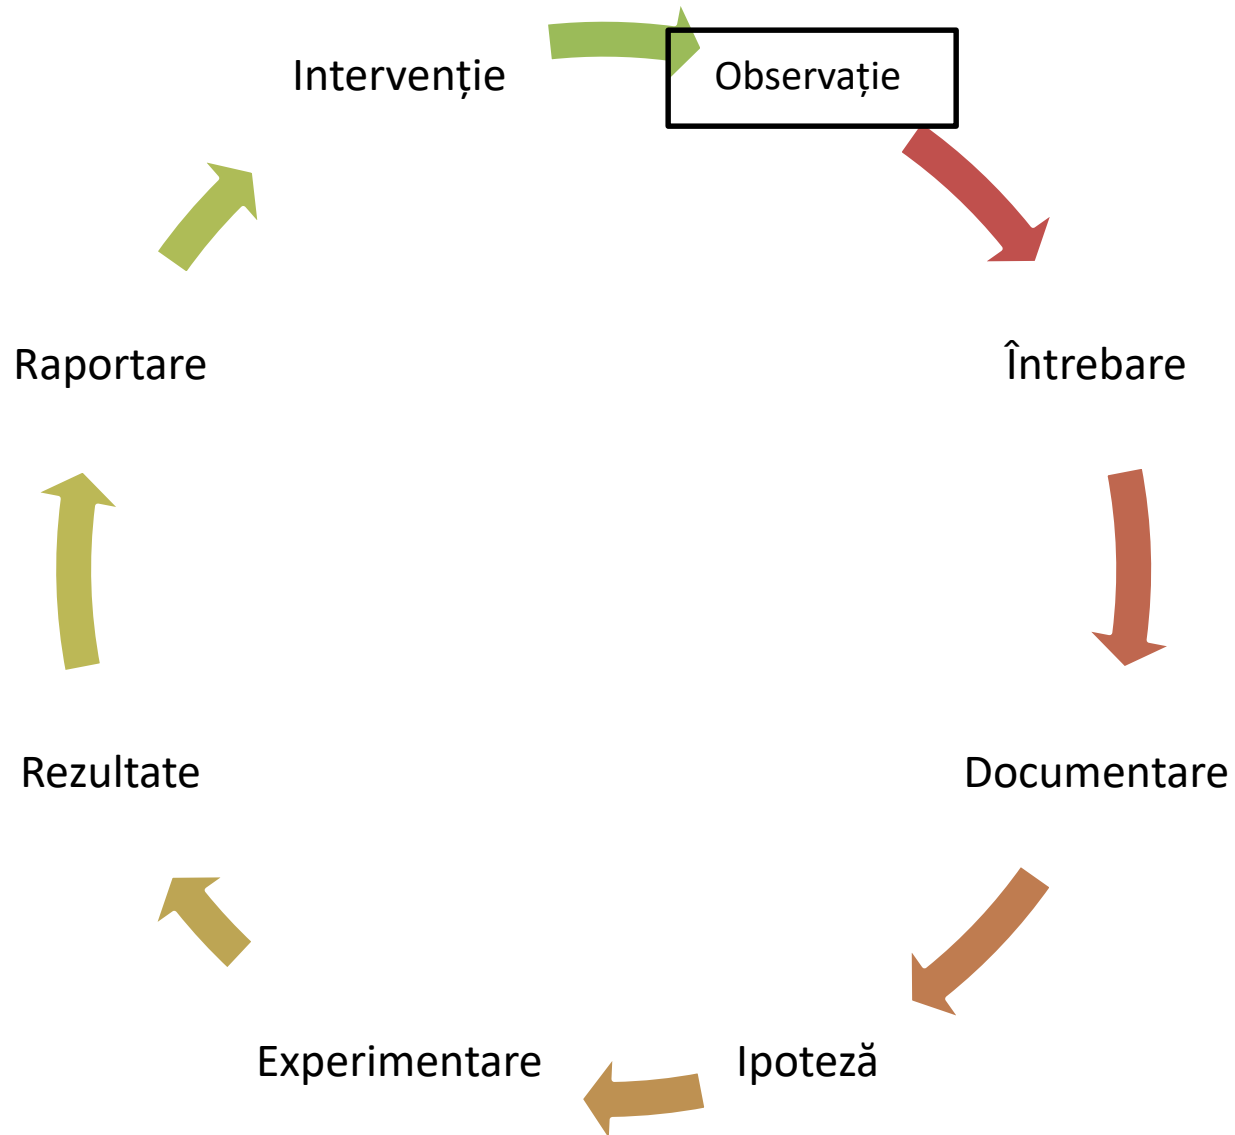 Intervenție
Observație
Întrebare
Documentare
Ipoteză
Experimentare
Rezultate
Raportare